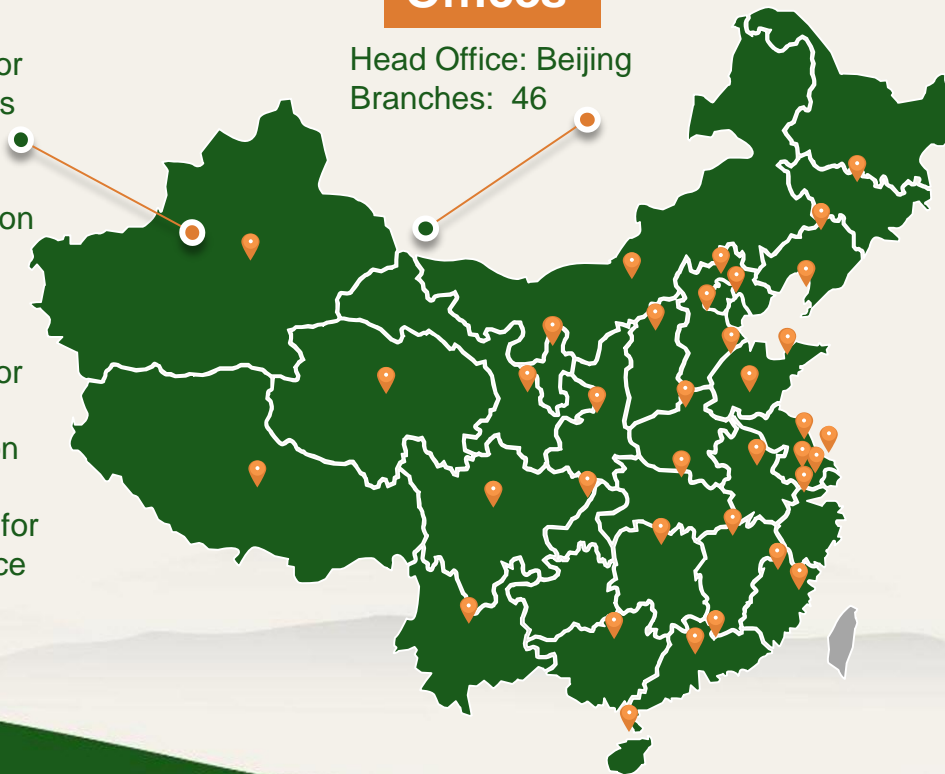 Offices
Head Office: Beijing
Branches: 46
or
s
on
or
n
for
ce